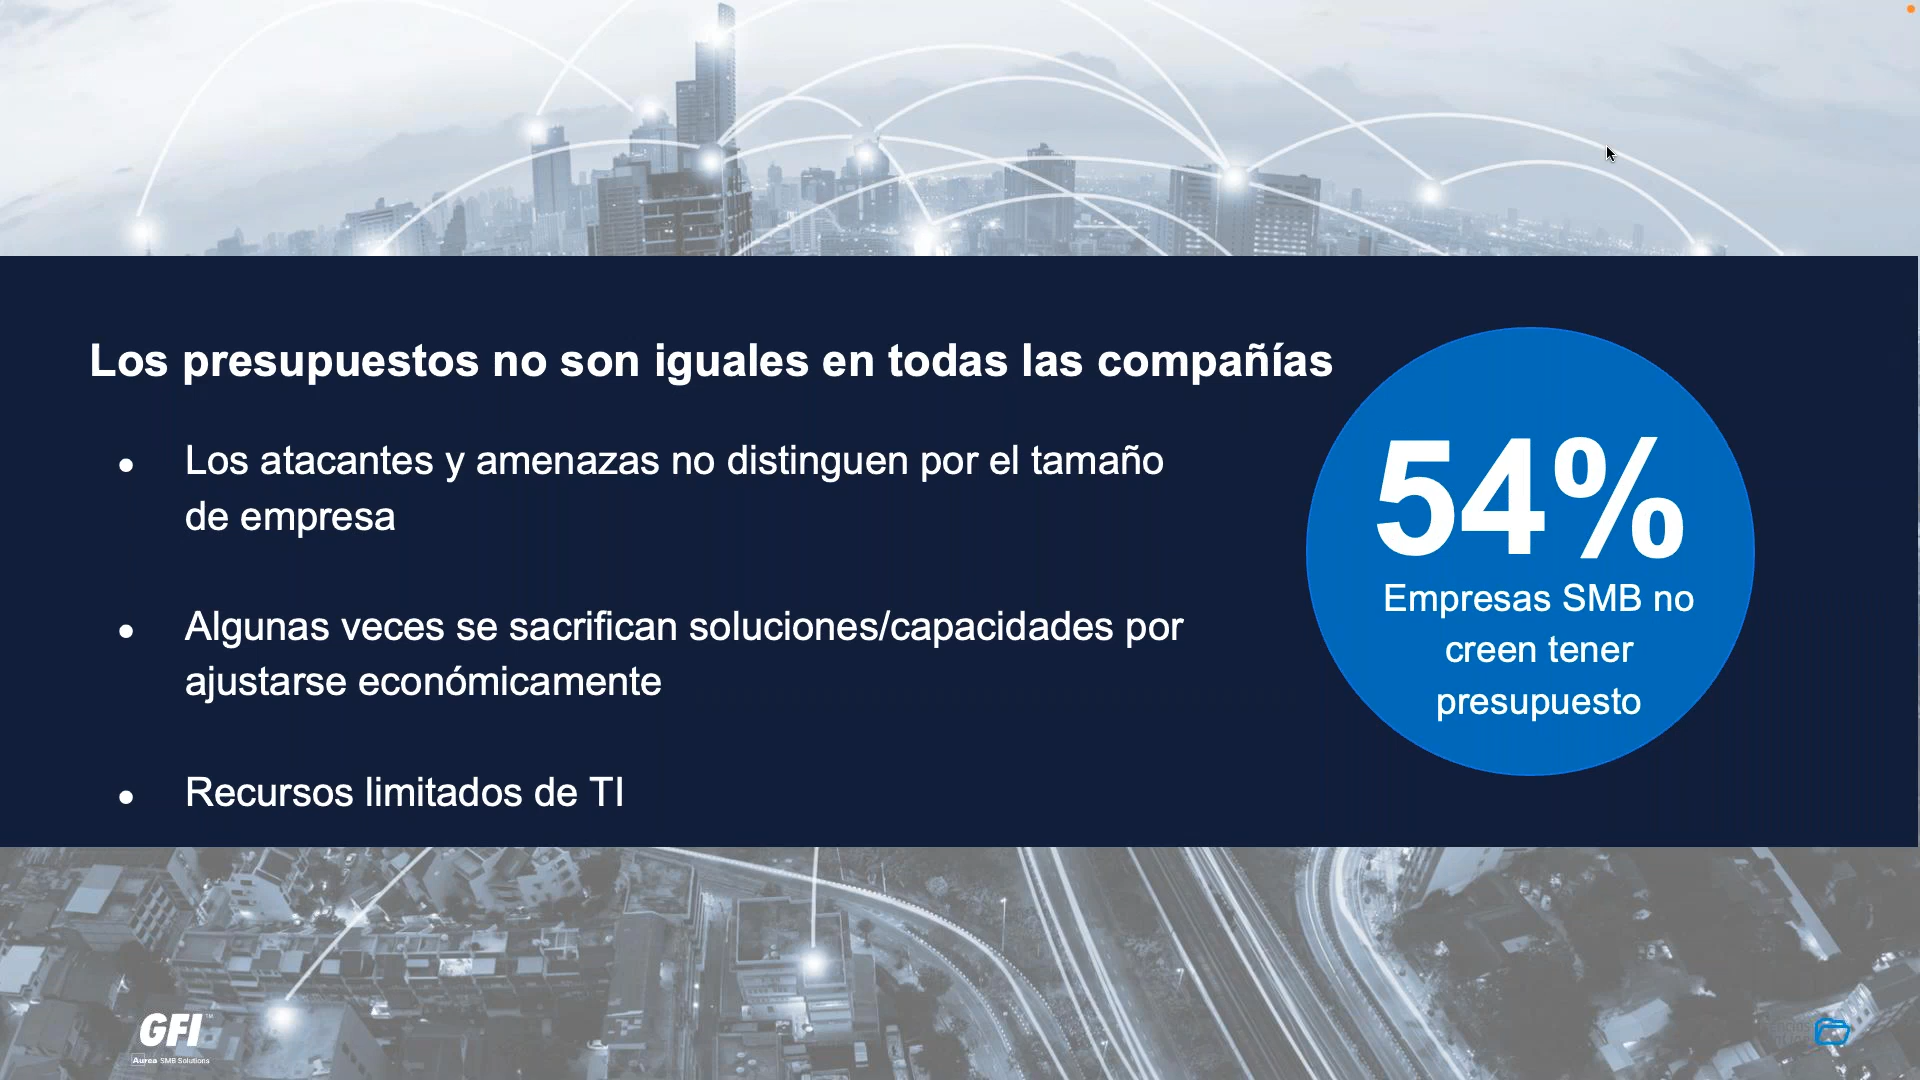 Los presupuestos no son iguales en todas las compañías
● Los atacantes y amenazas no distinguen por el tamaño
de empresa
● Algunas veces se sacrifican soluciones/capacidades por
ajustarse económicamente
● Recursos limitados de TI
54%
Empresas SMB no
creen tener
presupuesto
GFI™
Aurea SMB Solutions